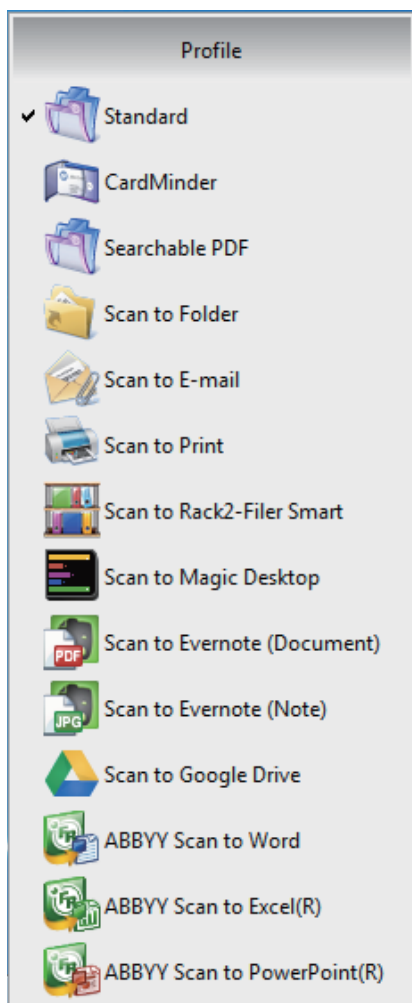 Profile
Standard
CardMinder
Searchable PDF
Scan to Folder
Scan to E-mail
Scan to Print
Scan to Rack2-Filer Smart
Scan to Magic Desktop
PDF
Scan to Evernote (Document)
JPG
Scan to Evernote (Note)
Scan to Google Drive
ABBYY Scan to Word
ABBYY Scan to Excel(R)
ABBYY Scan to PowerPoint(R)